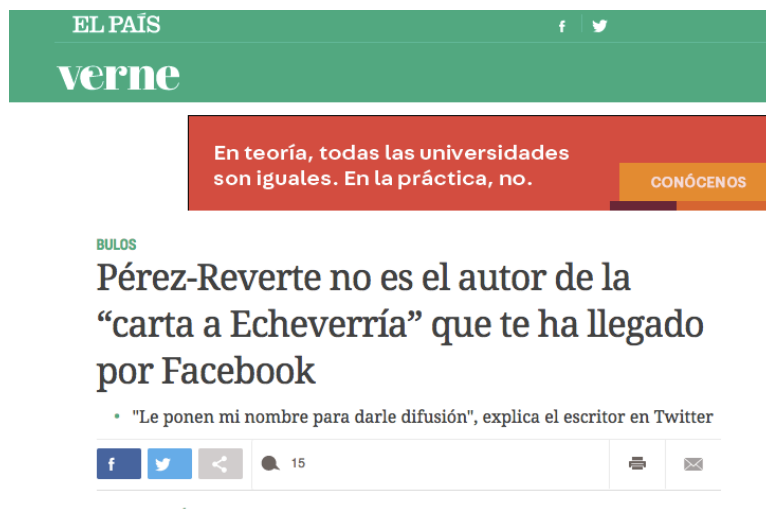 EL PAÍS
verne
En teoría, todas las universidades
son iguales. En la práctica, no.
CONÓCENOS
BULOS
Pérez-Reverte no es el autor de la
“carta a Echeverría” que te ha llegado
por Facebook
• "Le ponen mi nombre para darle difusión", explica el escritor en Twitter
15